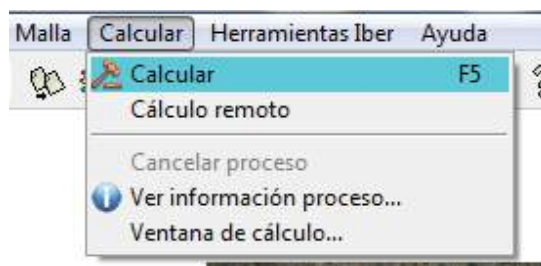 Malla Calcular Herramientas Iber Ayuda
Calcular F5
Cálculo remoto
Cancelar proceso
Ver información proceso...
Ventana de cálculo...